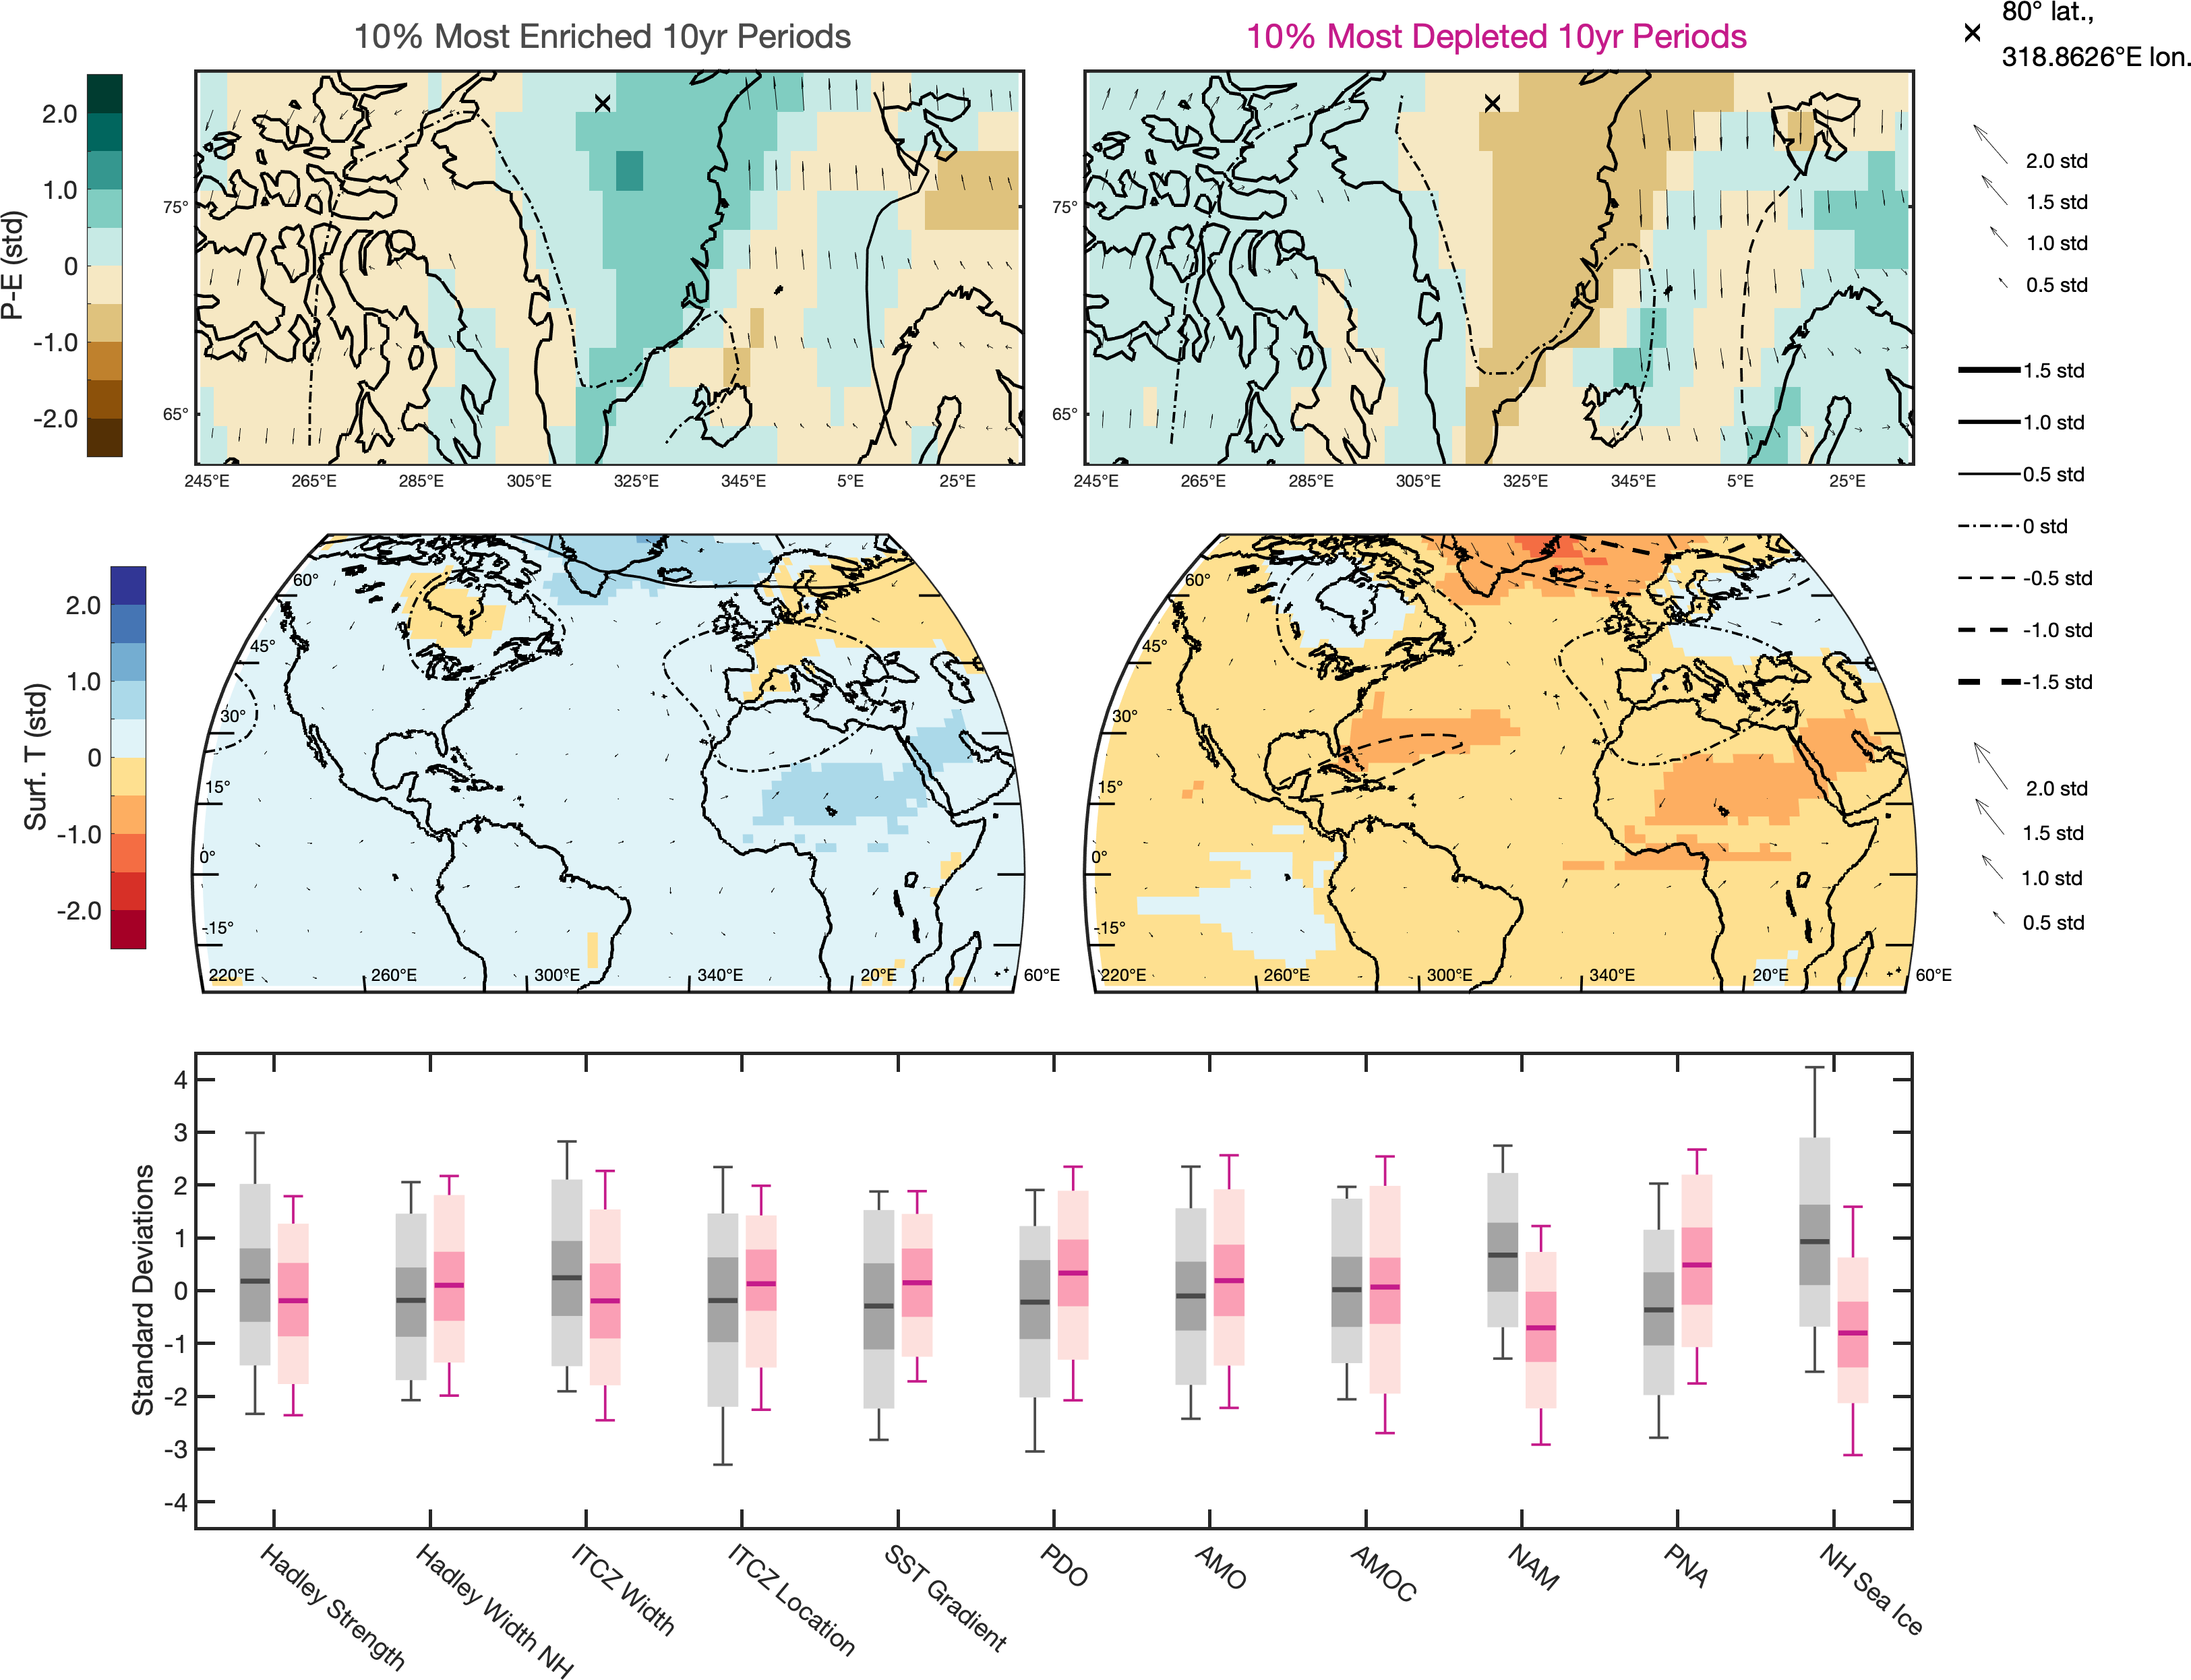 10% Most Enriched 10yr Periods
10% Most Depleted 10yr Periods
80° lat.,
318.8626°E lon.
P-E (std)
2.0
1.0
0
-1.0
-2.0
75°
65°
245°E 265°E 285°E 305°E 325°E 345°E 5°E 25°E
75°
65°
245°E 265°E 285°E 305°E 325°E 345°E 5°E 25°E
2.0 std
1.5 std
1.0 std
0.5 std
1.5 std
1.0 std
0.5 std
0 std
-0.5 std
-1.0 std
-1.5 std
2.0 std
1.5 std
1.0 std
0.5 std
Surf. T (std)
2.0
1.0
0
-1.0
-2.0
60°
45°
30°
15°
0°
-15°
220°E 260°E 300°E 340°E 20°E 60°E
60°
45°
30°
15°
0°
-15°
220°E 260°E 300°E 340°E 20°E 60°E
Standard Deviations
4
3
2
1
0
-1
-2
-3
-4
Hadley Strength
Hadley Width NH
ITCZ Width
ITCZ Location
SST Gradient
PDO
AMO
AMOC
NAM
PNA
NH Sea Ice